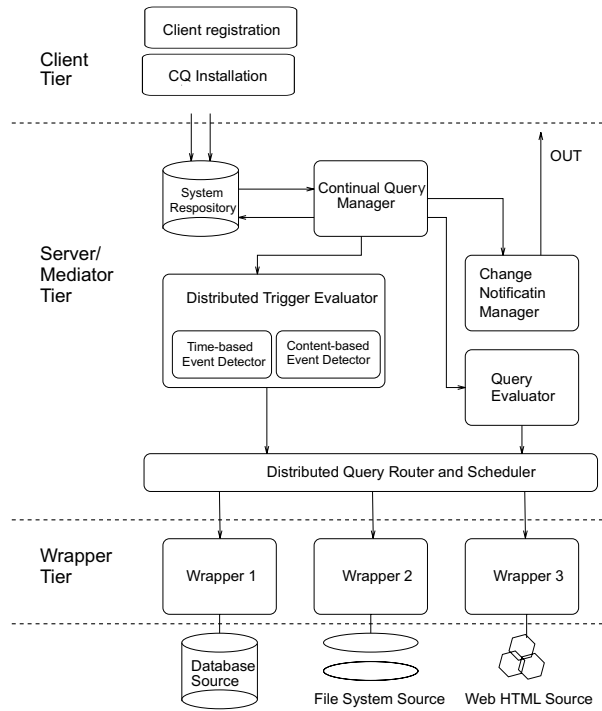 Client
Tier
Client registration
CQ Installation
OUT
System
Respository
Continual Query
Manager
Server/
Mediator
Tier
Distributed Trigger Evaluator
Time-based
Event Detector
Content-based
Event Detector
Change
Notificatin
Manager
Query
Evaluator
Distributed Query Router and Scheduler
Wrapper
Tier
Wrapper 1
Wrapper 2
Wrapper 3
Database
Source
File System Source
Web HTML Source